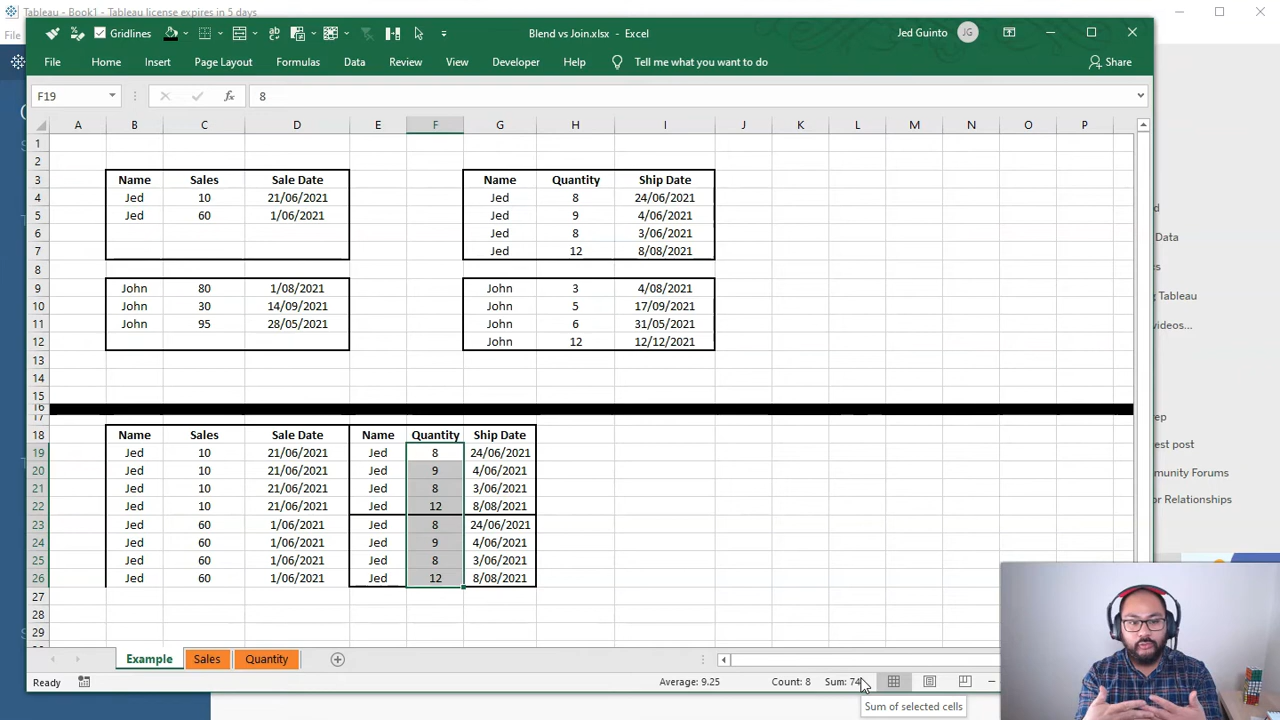 Tableau - Book1 - Tableau license expires in 5 days
File
Gridlines
Blend vs Join.xlsx - Excel
Jed Guinto JG
File Home Insert Page Layout Formulas Data Review View Developer Help Tell me what you want to do Share
F19 fx 8
A B C D E F G H I J K L M N O P
1
2
3 Name Sales Sale Date Name Quantity Ship Date
4 Jed 10 21/06/2021 Jed 8 24/06/2021
5 Jed 60 1/06/2021 Jed 9 4/06/2021
6 Jed 8 3/06/2021
7 Jed 12 8/08/2021
8
9 John 80 1/08/2021 John 3 4/08/2021
10 John 30 14/09/2021 John 5 17/09/2021
11 John 95 28/05/2021 John 6 31/05/2021
12 John 12 12/12/2021
13
14
15
16
17
18 Name Sales Sale Date Name Quantity Ship Date
19 Jed 10 21/06/2021 Jed 8 24/06/2021
20 Jed 10 21/06/2021 Jed 9 4/06/2021
21 Jed 10 21/06/2021 Jed 8 3/06/2021
22 Jed 10 21/06/2021 Jed 12 8/08/2021
23 Jed 60 1/06/2021 Jed 8 24/06/2021
24 Jed 60 1/06/2021 Jed 9 4/06/2021
25 Jed 60 1/06/2021 Jed 8 3/06/2021
26 Jed 60 1/06/2021 Jed 12 8/08/2021
27
28
29
Example Sales Quantity
Ready Average: 9.25 Count: 8 Sum: 74
Sum of selected cells
Data
Tableau
videos...
ep
test post
munity Forums
or Relationships